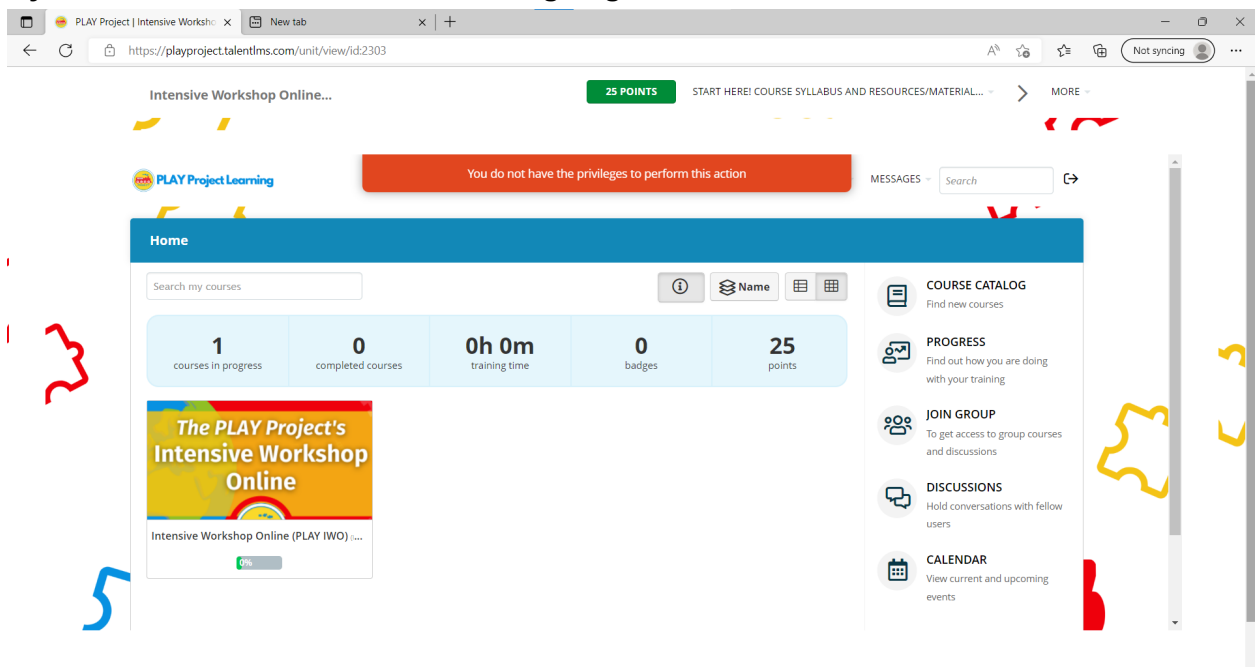 PLAY Project | Intensive Worksho
New tab
https://playproject.talentlms.com/unit/view/id:2303
Not syncing
Intensive Workshop Online...
25 POINTS
START HERE! COURSE SYLLABUS AND RESOURCES/MATERIAL...
MORE
PLAY Project Learning
You do not have the privileges to perform this action
MESSAGES
Search
Home
Search my courses
Name
1
courses in progress
0
completed courses
0h 0m
training time
0
badges
25
points
The PLAY Project's
Intensive Workshop
Online
Intensive Workshop Online (PLAY IWO)
0%
COURSE CATALOG
Find new courses
PROGRESS
Find out how you are doing
with your training
JOIN GROUP
To get access to group courses
and discussions
DISCUSSIONS
Hold conversations with fellow
users
CALENDAR
View current and upcoming
events